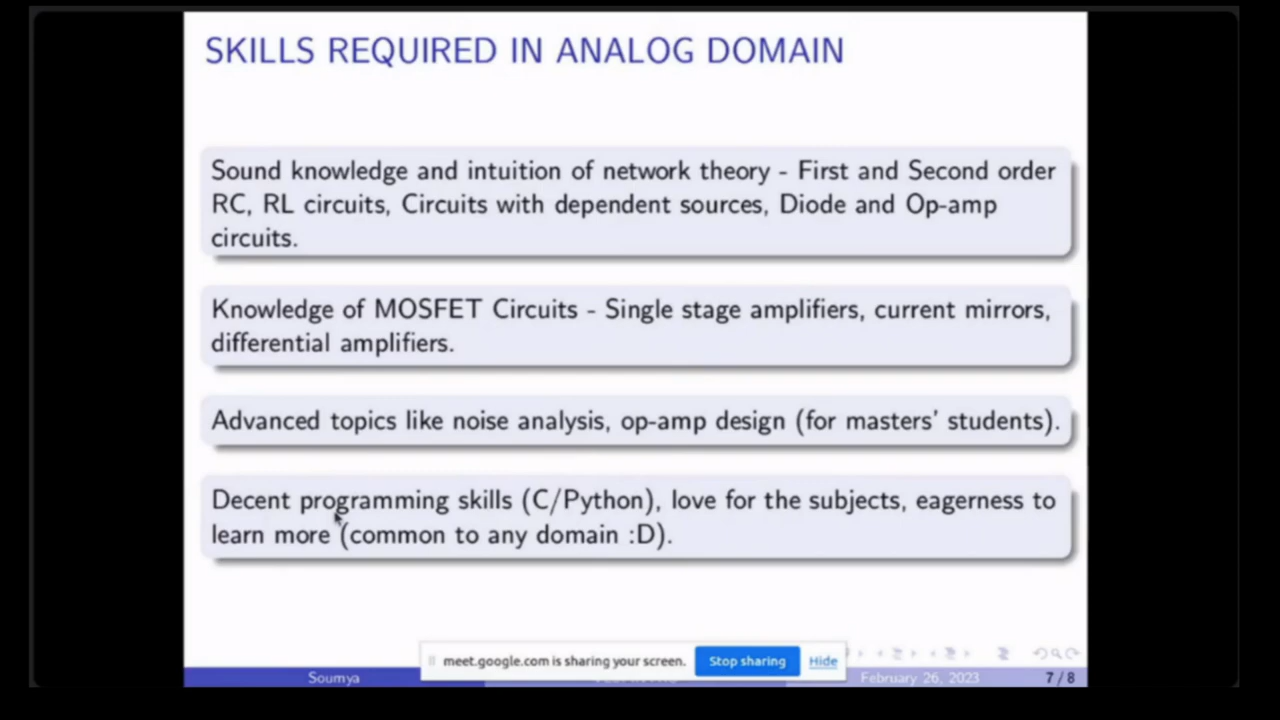 SKILLS REQUIRED IN ANALOG DOMAIN
Sound knowledge and intuition of network theory - First and Second order
RC, RL circuits, Circuits with dependent sources, Diode and Op-amp
circuits.
Knowledge of MOSFET Circuits - Single stage amplifiers, current mirrors,
differential amplifiers.
Advanced topics like noise analysis, op-amp design (for masters' students).
Decent programming skills (C/Python), love for the subjects, eagerness to
learn more (common to any domain :D).
meet.google.com is sharing your screen. Stop sharing Hide
Soumya February 26, 2023 7 / 8